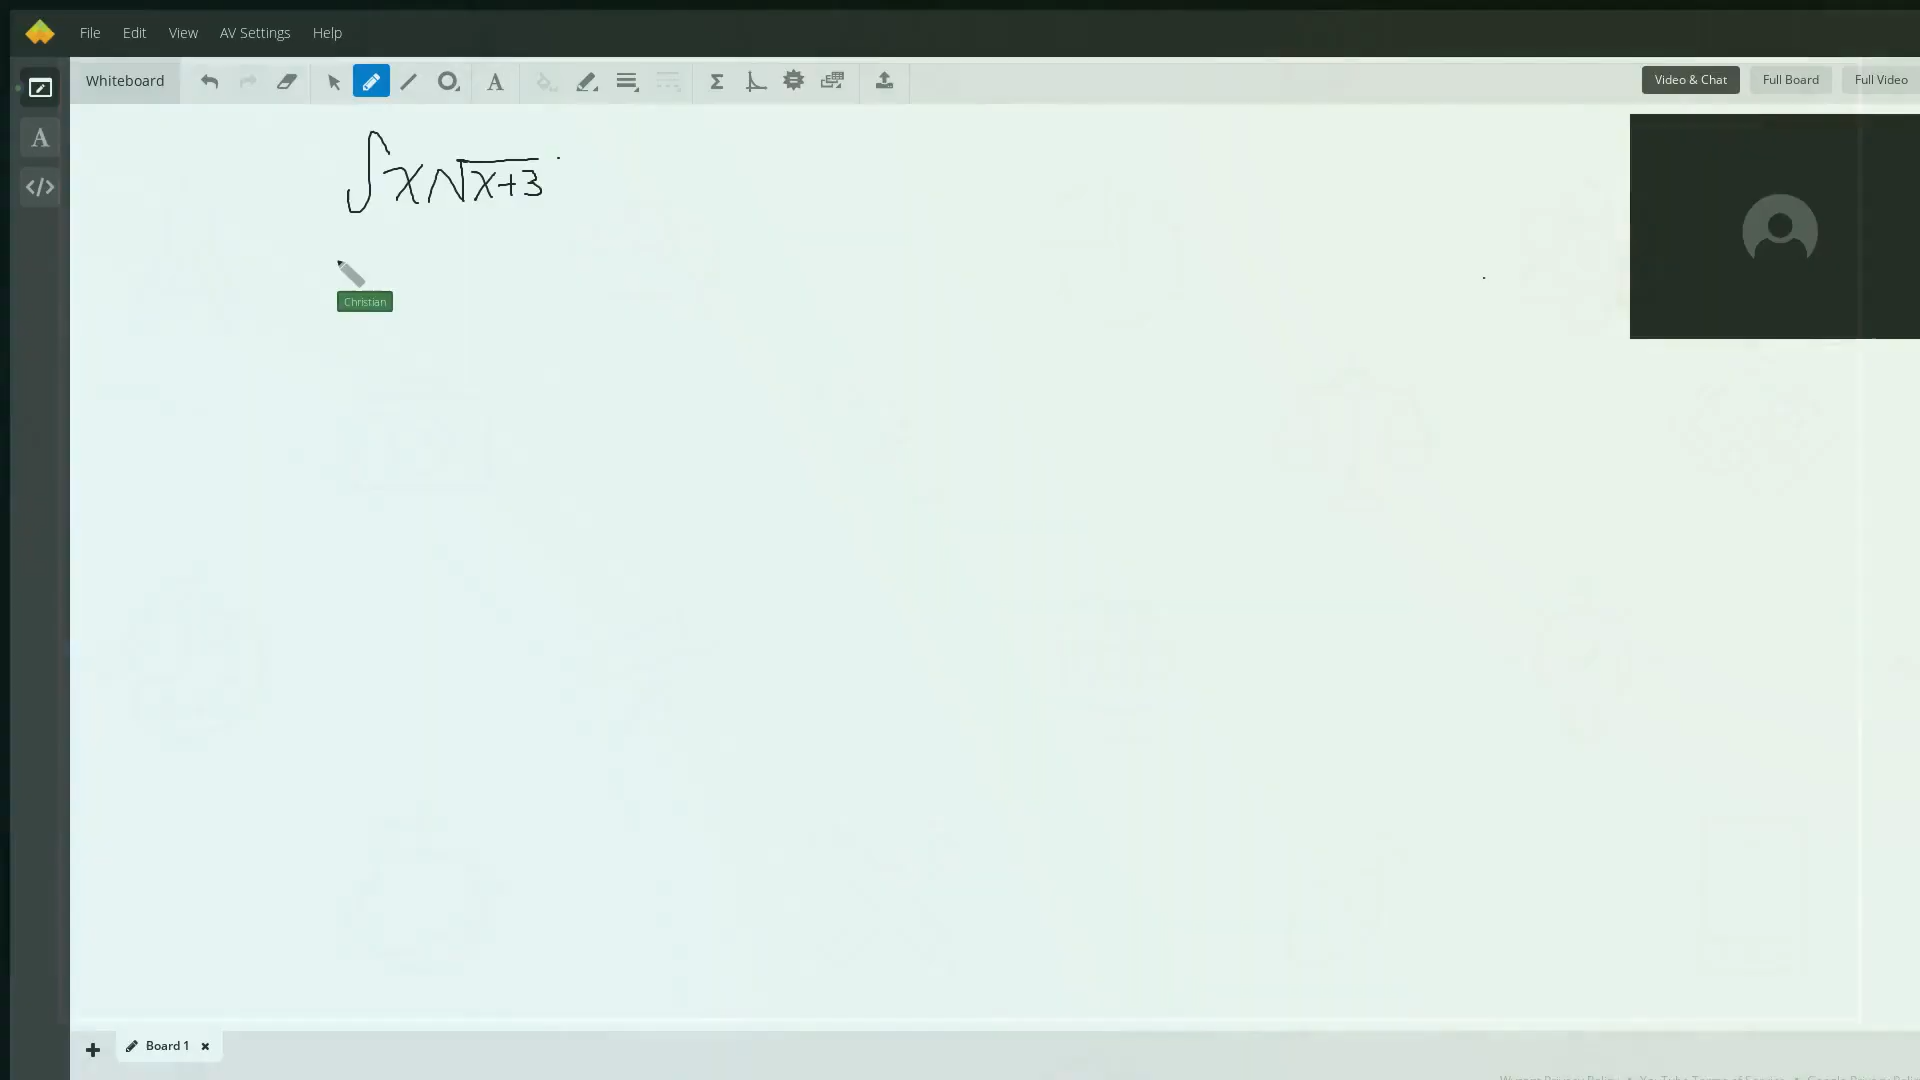 File Edit View AV Settings Help
Whiteboard A Σ Video & Chat Full Board Full Video
A
</>
∫x√x+3
Christian
+ Board 1 ×